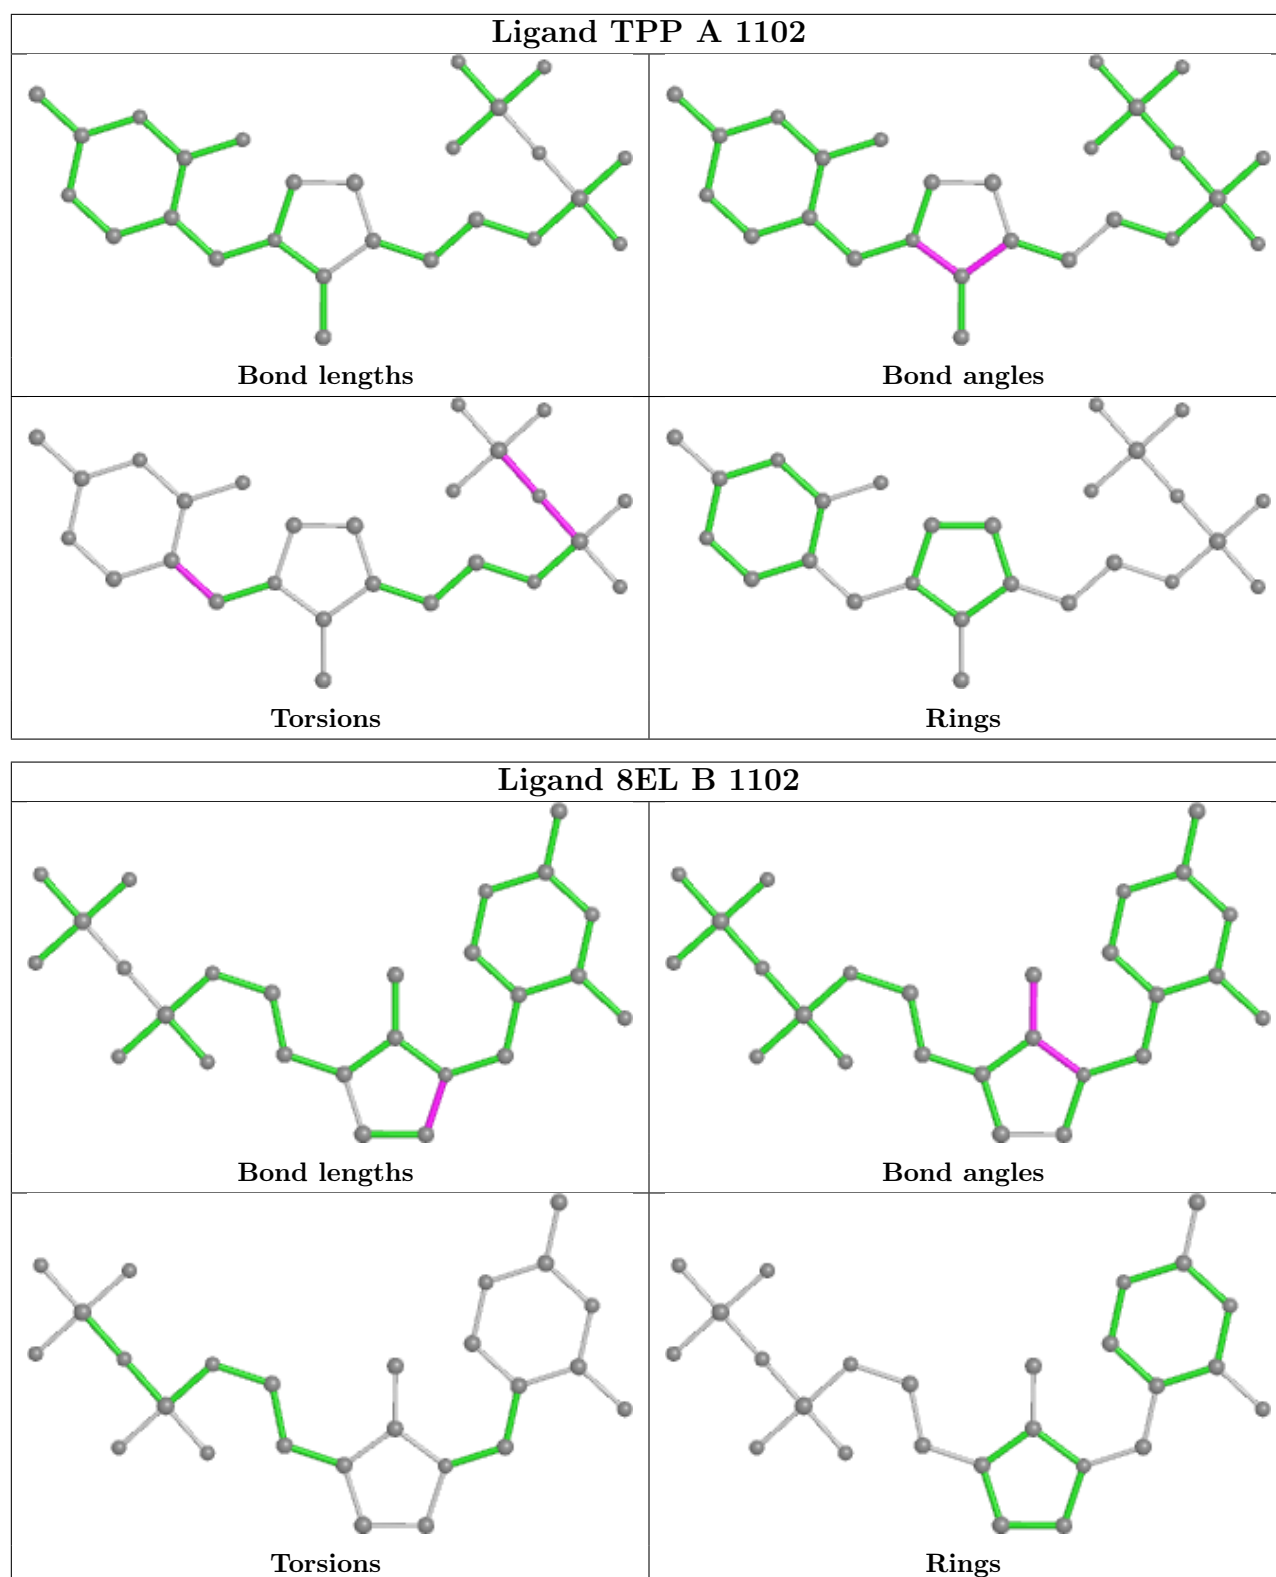 Ligand TPP A 1102
Bond lengths
Bond angles
Torsions
Rings
Ligand 8EL B 1102
Bond lengths
Bond angles
Torsions
Rings